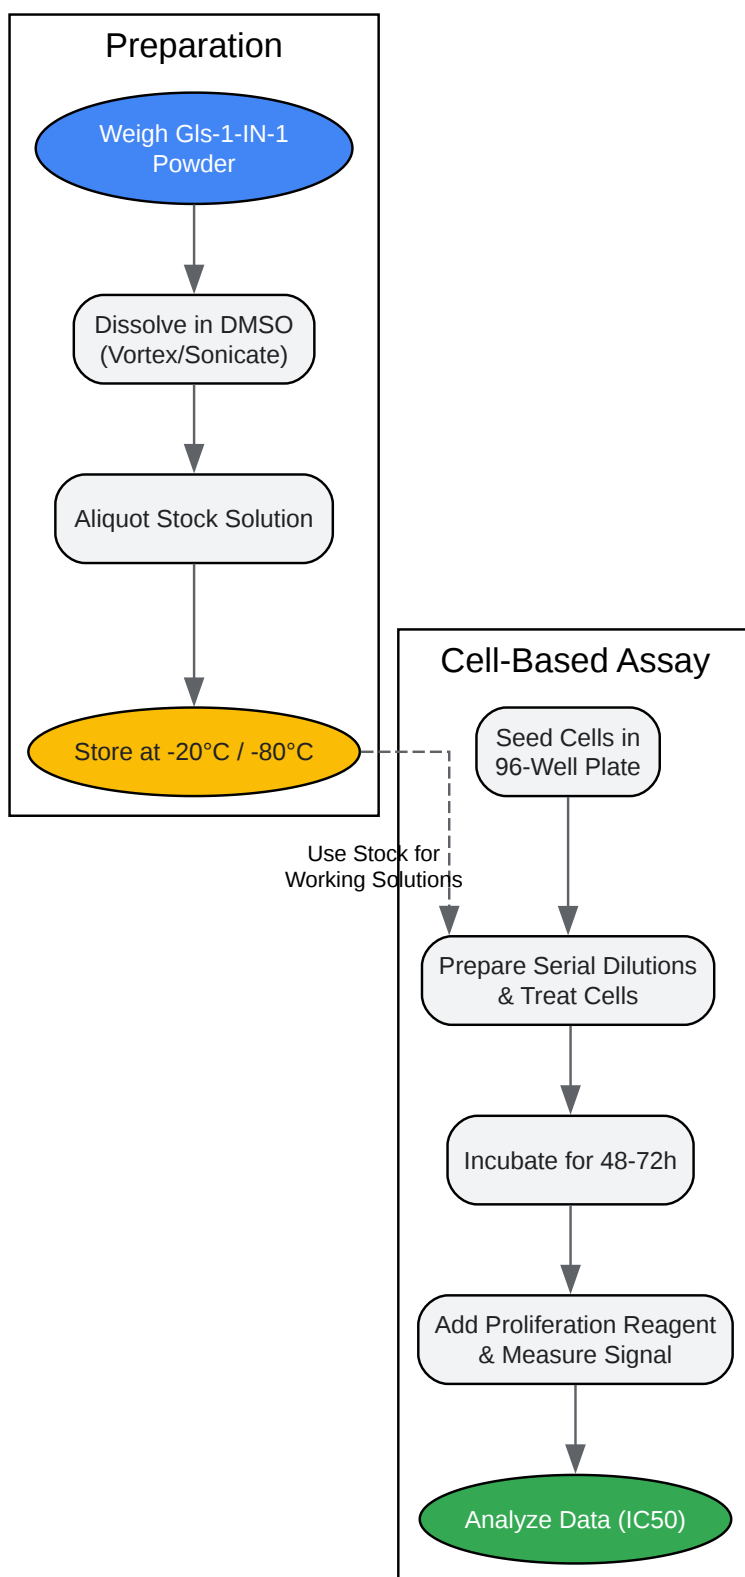 Preparation
Weigh Gls-1-IN-1
Powder
Dissolve in DMSO
(Vortex/Sonicate)
Aliquot Stock Solution
Store at -20°C / -80°C
Use Stock for
Working Solutions
Cell-Based Assay
Seed Cells in
96-Well Plate
Prepare Serial Dilutions
& Treat Cells
Incubate for 48-72h
Add Proliferation Reagent
& Measure Signal
Analyze Data (IC50)